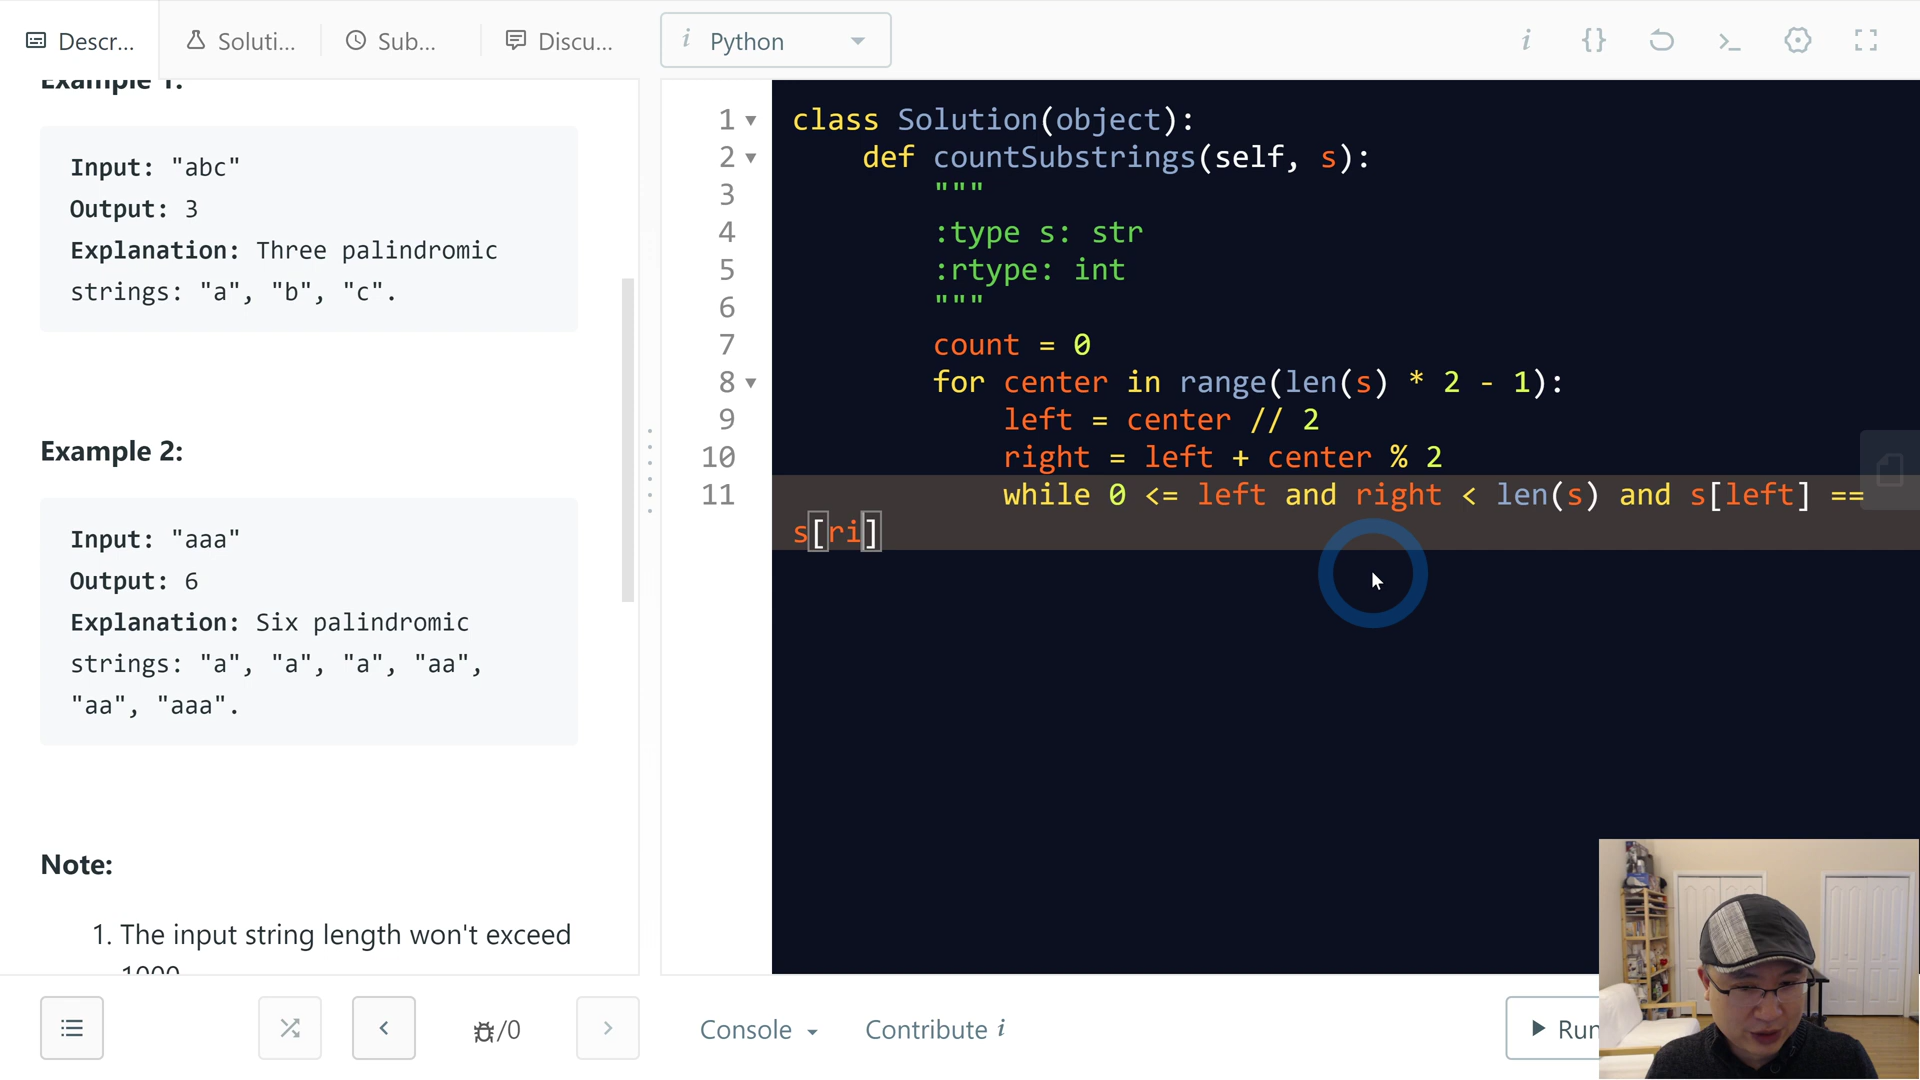 Descr...
Soluti...
Sub...
Discu...
i Python
Example 1:
Input: "abc"
Output: 3
Explanation: Three palindromic
strings: "a", "b", "c".
Example 2:
Input: "aaa"
Output: 6
Explanation: Six palindromic
strings: "a", "a", "a", "aa",
"aa", "aaa".
Note:
1. The input string length won't exceed
1000
1 class Solution(object):
2 def countSubstrings(self, s):
3 """
4 :type s: str
5 :rtype: int
6 """
7 count = 0
8 for center in range(len(s) * 2 - 1):
9 left = center // 2
10 right = left + center % 2
11 while 0 <= left and right < len(s) and s[left] ==
s[ri]
/0
Console
Contribute i
Run